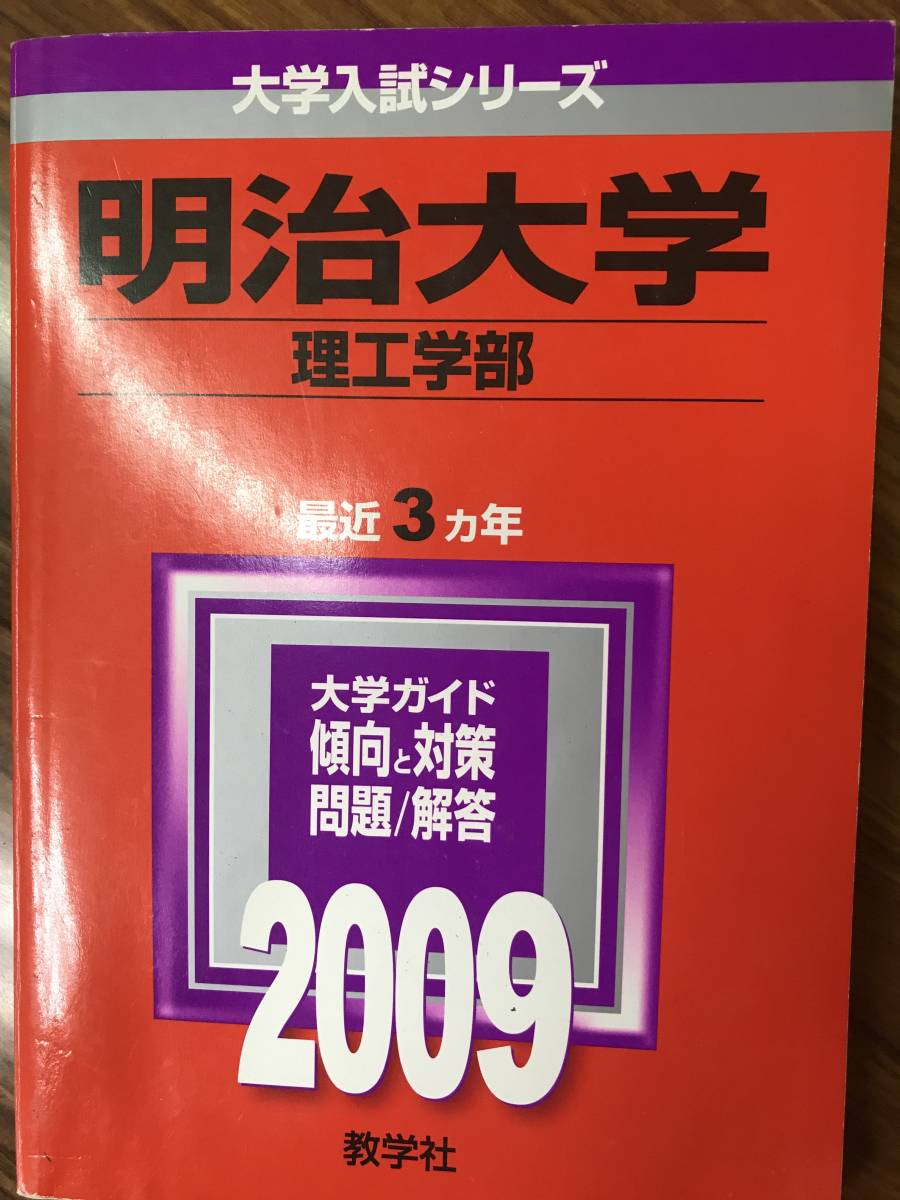 大学入試シリーズ
明治大学
理工学部
最近3ヵ年
大学ガイド
傾向と対策
問題/解答
2009
教学社